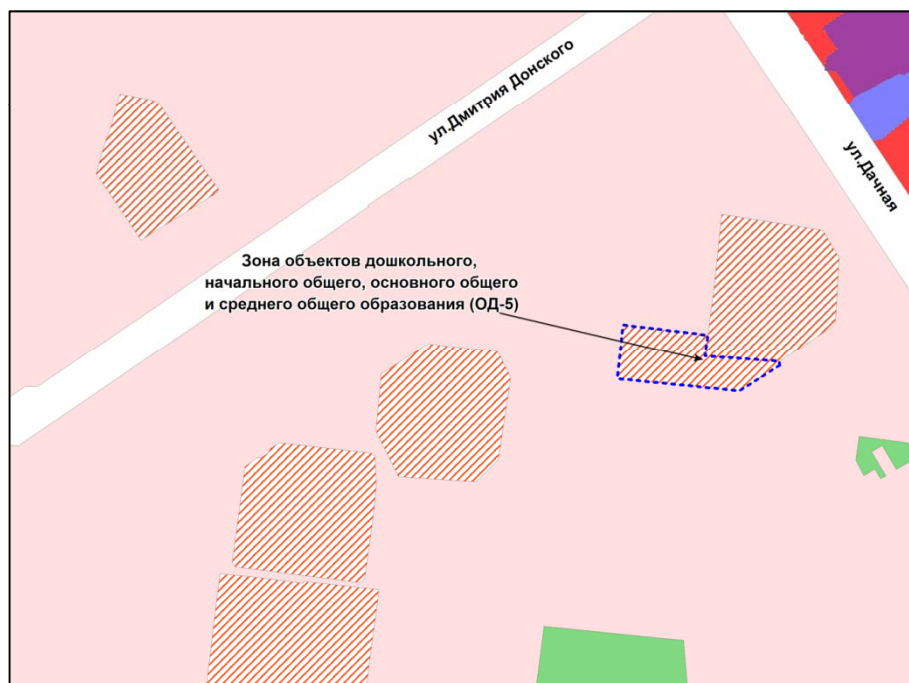 ул.Дмитрия Донского
ул.Дачная
Зона объектов дошкольного,
начального общего, основного общего
и среднего общего образования (ОД-5)